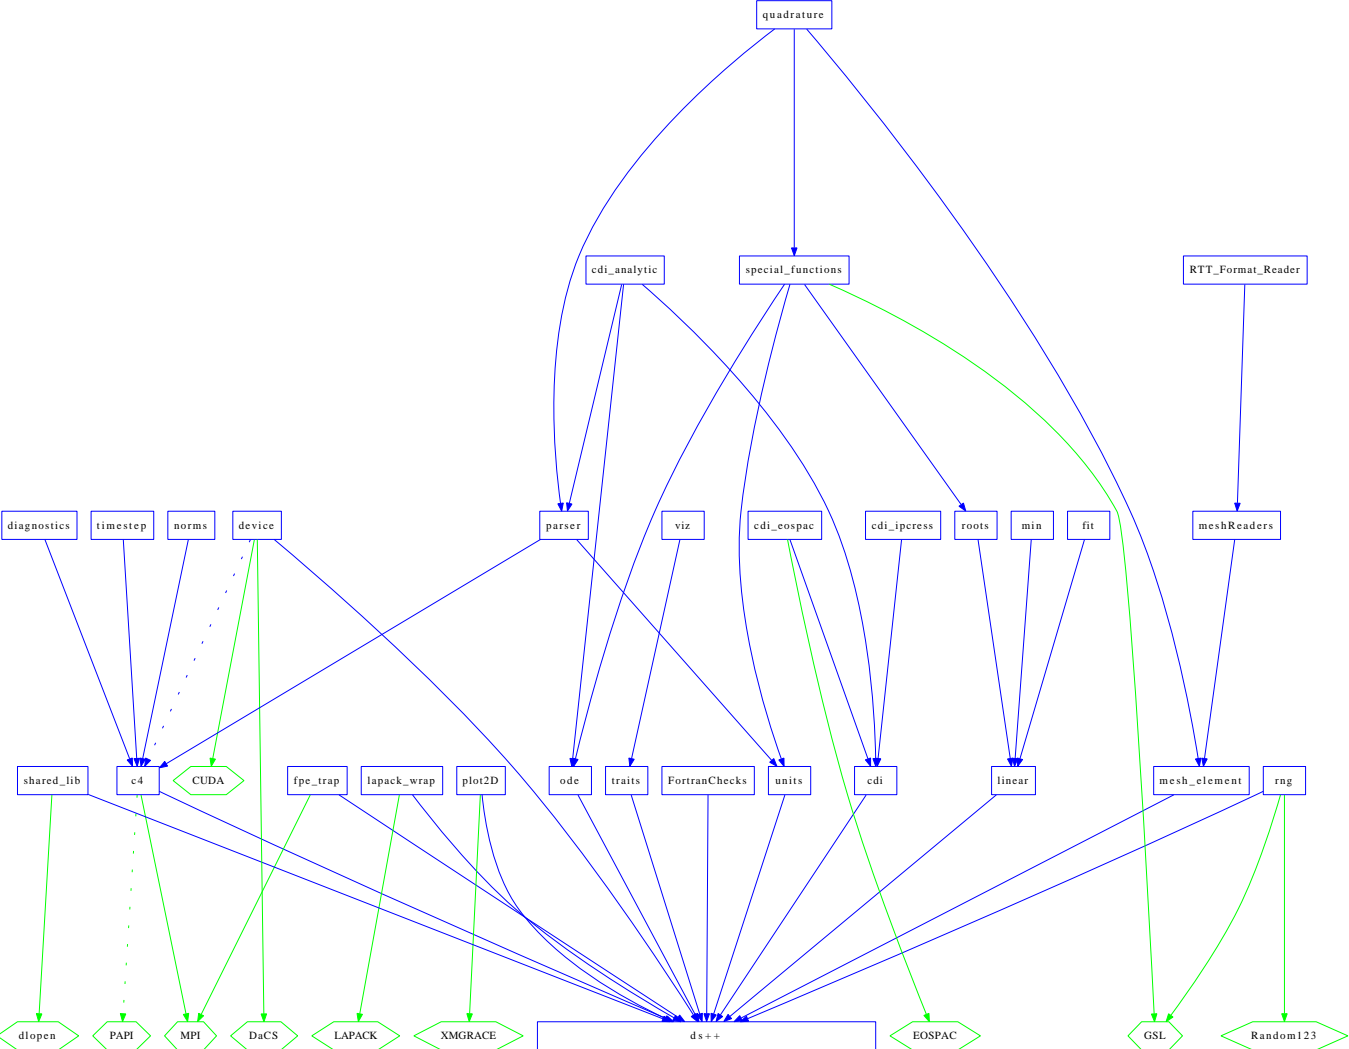 quadrature
cdi_analytic
special_functions
RTT_Format_Reader
diagnostics
timestep
norms
device
parser
viz
cdi_eospac
cdi_ipcress
roots
min
fit
meshReaders
shared_lib
c4
CUDA
fpe_trap
lapack_wrap
plot2D
ode
traits
FortranChecks
units
cdi
linear
mesh_element
rng
dlopen
PAPI
MPI
DaCS
LAPACK
XMGRACE
ds++
EOSPAC
GSL
Random123